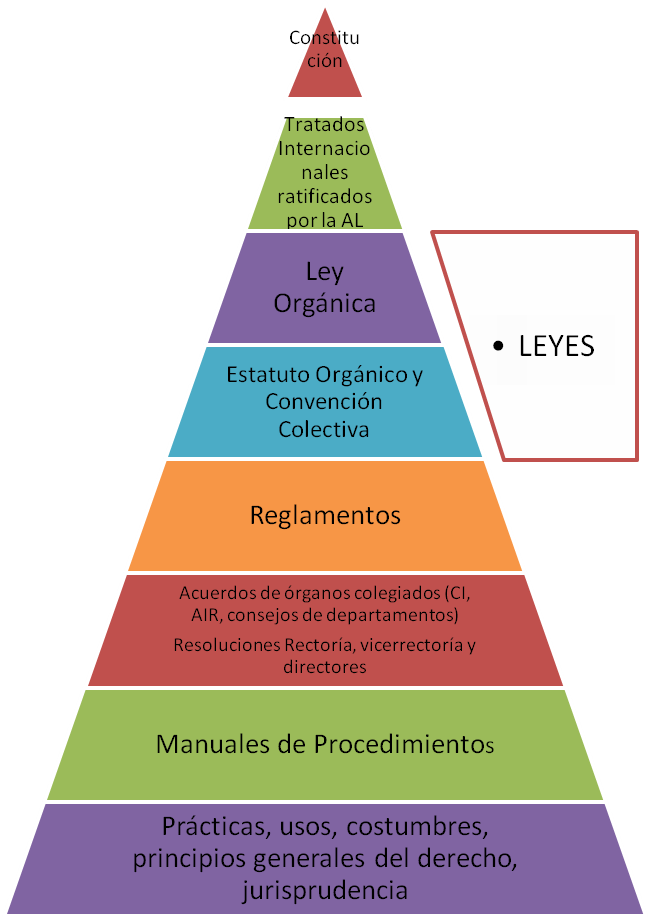 Constitu
ción
Tratados
Internacio
nales
ratificados
por la AL
Ley
Orgánica
• LEYES
Estatuto Orgánico y
Convención
Colectiva
Reglamentos
Acuerdos de órganos colegiados (CI,
AIR, consejos de departamentos)
Resoluciones Rectoría, vicerrectoría y
directores
Manuales de Procedimientos
Prácticas, usos, costumbres,
principios generales del derecho,
jurisprudencia